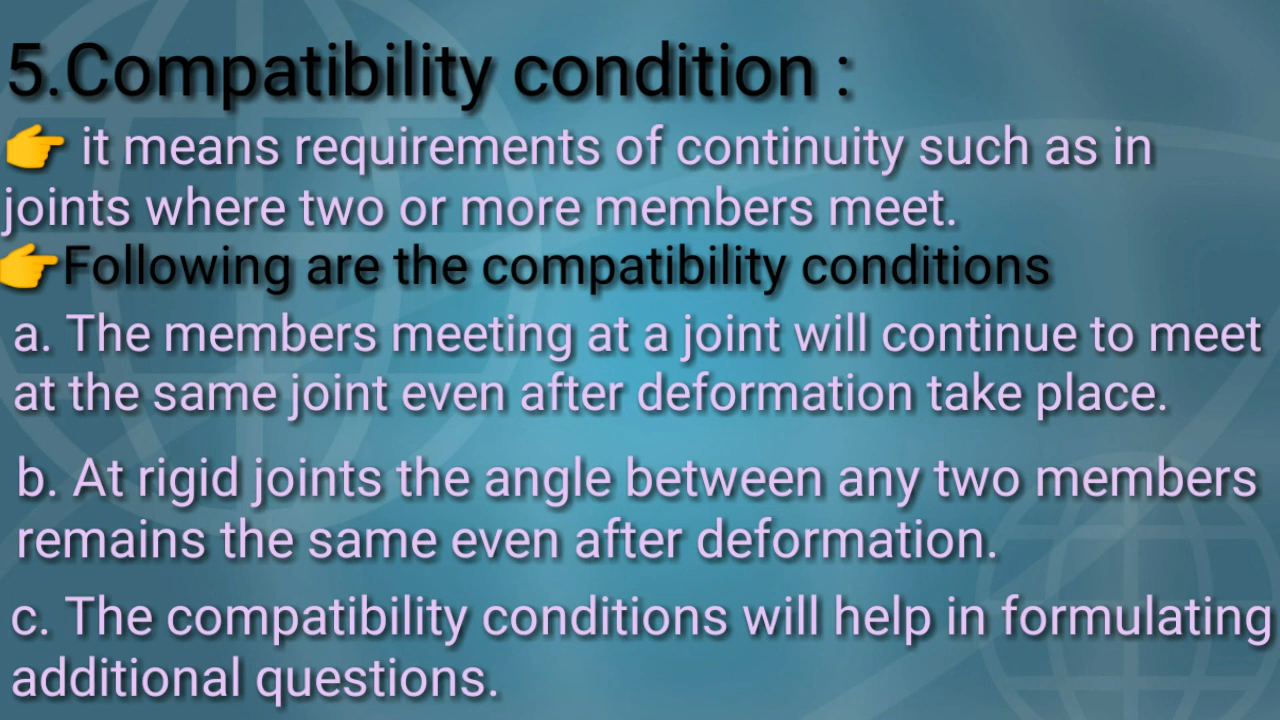 5.Compatibility condition :
👉 it means requirements of continuity such as in
joints where two or more members meet.
👉Following are the compatibility conditions
a. The members meeting at a joint will continue to meet
at the same joint even after deformation take place.
b. At rigid joints the angle between any two members
remains the same even after deformation.
c. The compatibility conditions will help in formulating
additional questions.